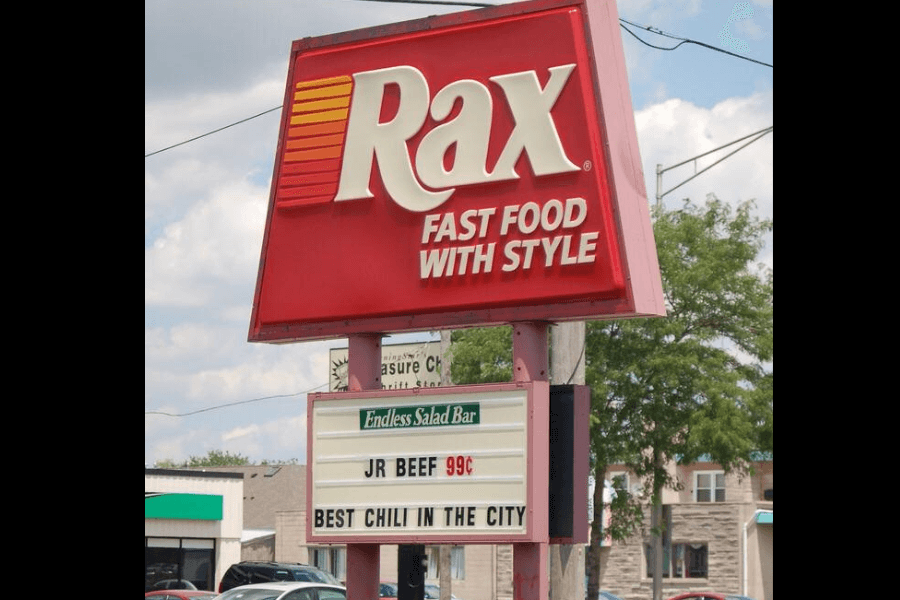 Rax®
FAST FOOD
WITH STYLE
Endless Salad Bar
JR BEEF 99¢
BEST CHILI IN THE CITY